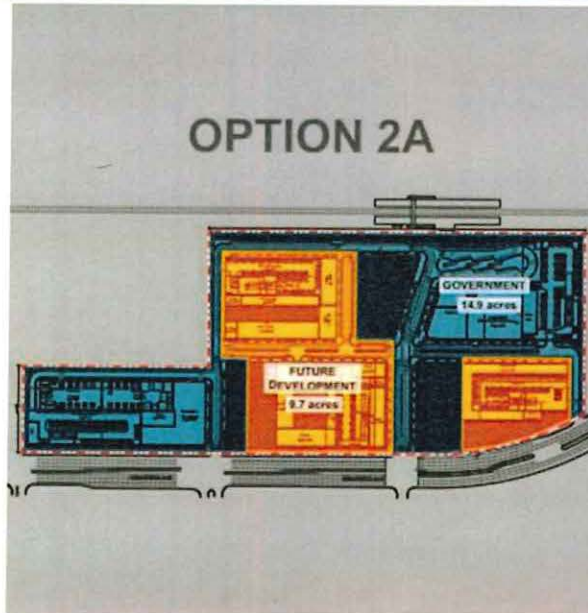 OPTION 2A
GOVERNMENT
14.9 acres
FUTURE
DEVELOPMENT
9.7 acres